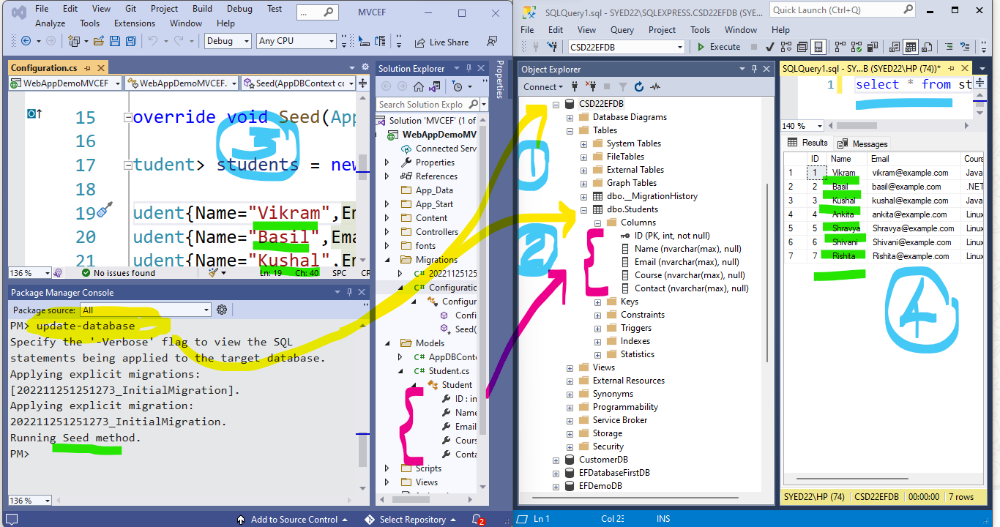 File Edit View Git Project Build Debug Test ... MVCEF
Analyze Tools Extensions Window Help
Debug Any CPU Live Share
Configuration.cs
WebAppDemoMVCEF WebAppDemoMVCEF. Seed(AppDBContext co
15 override void Seed(App
16
17 tudent> students = new
18
19 udent{Name="Vikram",Em
20 udent{Name="Basil",Ema
21 udent{Name="Kushal",Em
3
136 % No issues found Ln: 19 Ch: 40 SPC CR
Package Manager Console
Package source: All
PM> update-database
Specify the '-Verbose' flag to view the SQL
statements being applied to the target database.
Applying explicit migrations:
[202211251251273_InitialMigration].
Applying explicit migration:
202211251251273_InitialMigration.
Running Seed method.
PM>
136 %
Solution Explorer
Search Solution Explo
Solution 'MVCEF' (1 of
WebAppDemoMV
Connected Serv
Properties
References
App_Data
App_Start
Content
Controllers
fonts
Migrations
C# 20221125125
C# Configuratio
Configur
Confi
Seed(
Models
C# AppDBConte
C# Student.cs
Student
ID : in
Name
Email
Cours
Conta
Scripts
Views
Properties
Add to Source Control Select Repository 2
SQLQuery1.sql - SYED22\SQLEXPRESS.CSD22EFDB (SYE... Quick Launch (Ctrl+Q)
File Edit View Query Project Tools Window Help
CSD22EFDB Execute
Object Explorer
Connect
CSD22EFDB
Database Diagrams
Tables
System Tables
FileTables
External Tables
Graph Tables
dbo.__MigrationHistory
dbo.Students
Columns
ID (PK, int, not null)
Name (nvarchar(max), null)
Email (nvarchar(max), null)
Course (nvarchar(max), null)
Contact (nvarchar(max), null)
Keys
Constraints
Triggers
Indexes
Statistics
Views
External Resources
Synonyms
Programmability
Service Broker
Storage
Security
CustomerDB
EFDatabaseFirstDB
EFDemoDB
1
2
SQLQuery1.sql - SY...B (SYED22\HP (74))*
1 select * from st
140 %
Results Messages
ID Name Email Cours
1 1 Vikram vikram@example.com Java
2 2 Basil basil@example.com .NET
3 3 Kushal kushal@example.com Java
4 4 Ankita ankita@example.com Linux
5 5 Shravya Shravya@example.com Linux
6 6 Shivani Shivani@example.com Linux
7 7 Rishita Rishita@example.com Linux
4
SYED22\HP (74) CSD22EFDB 00:00:00 7 rows
Ln 1 Col 23 INS